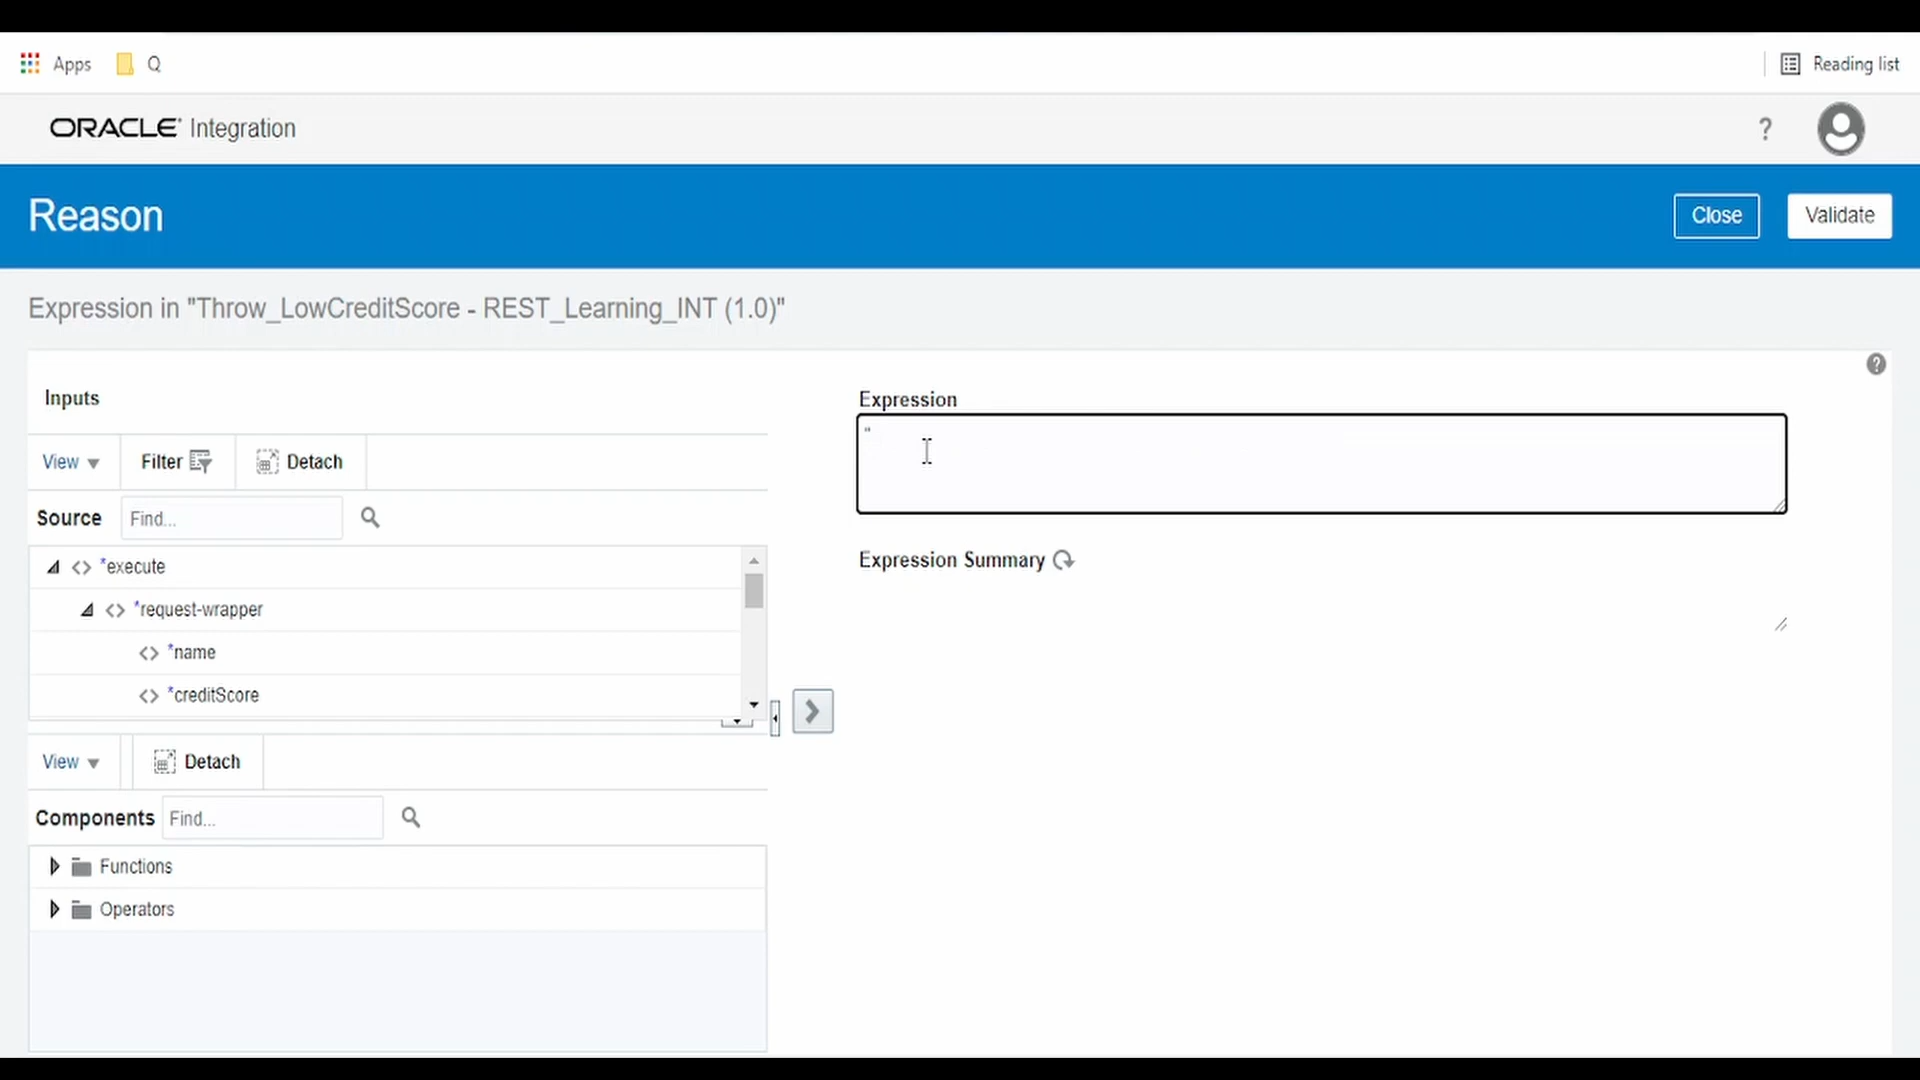 Apps Q Reading list
ORACLE Integration ?
Reason Close Validate
Expression in "Throw_LowCreditScore - REST_Learning_INT (1.0)"
?
Inputs
View Filter Detach
Source Find...
*execute
*request-wrapper
*name
*creditScore
View Detach
Components Find...
Functions
Operators
Expression
"
Expression Summary